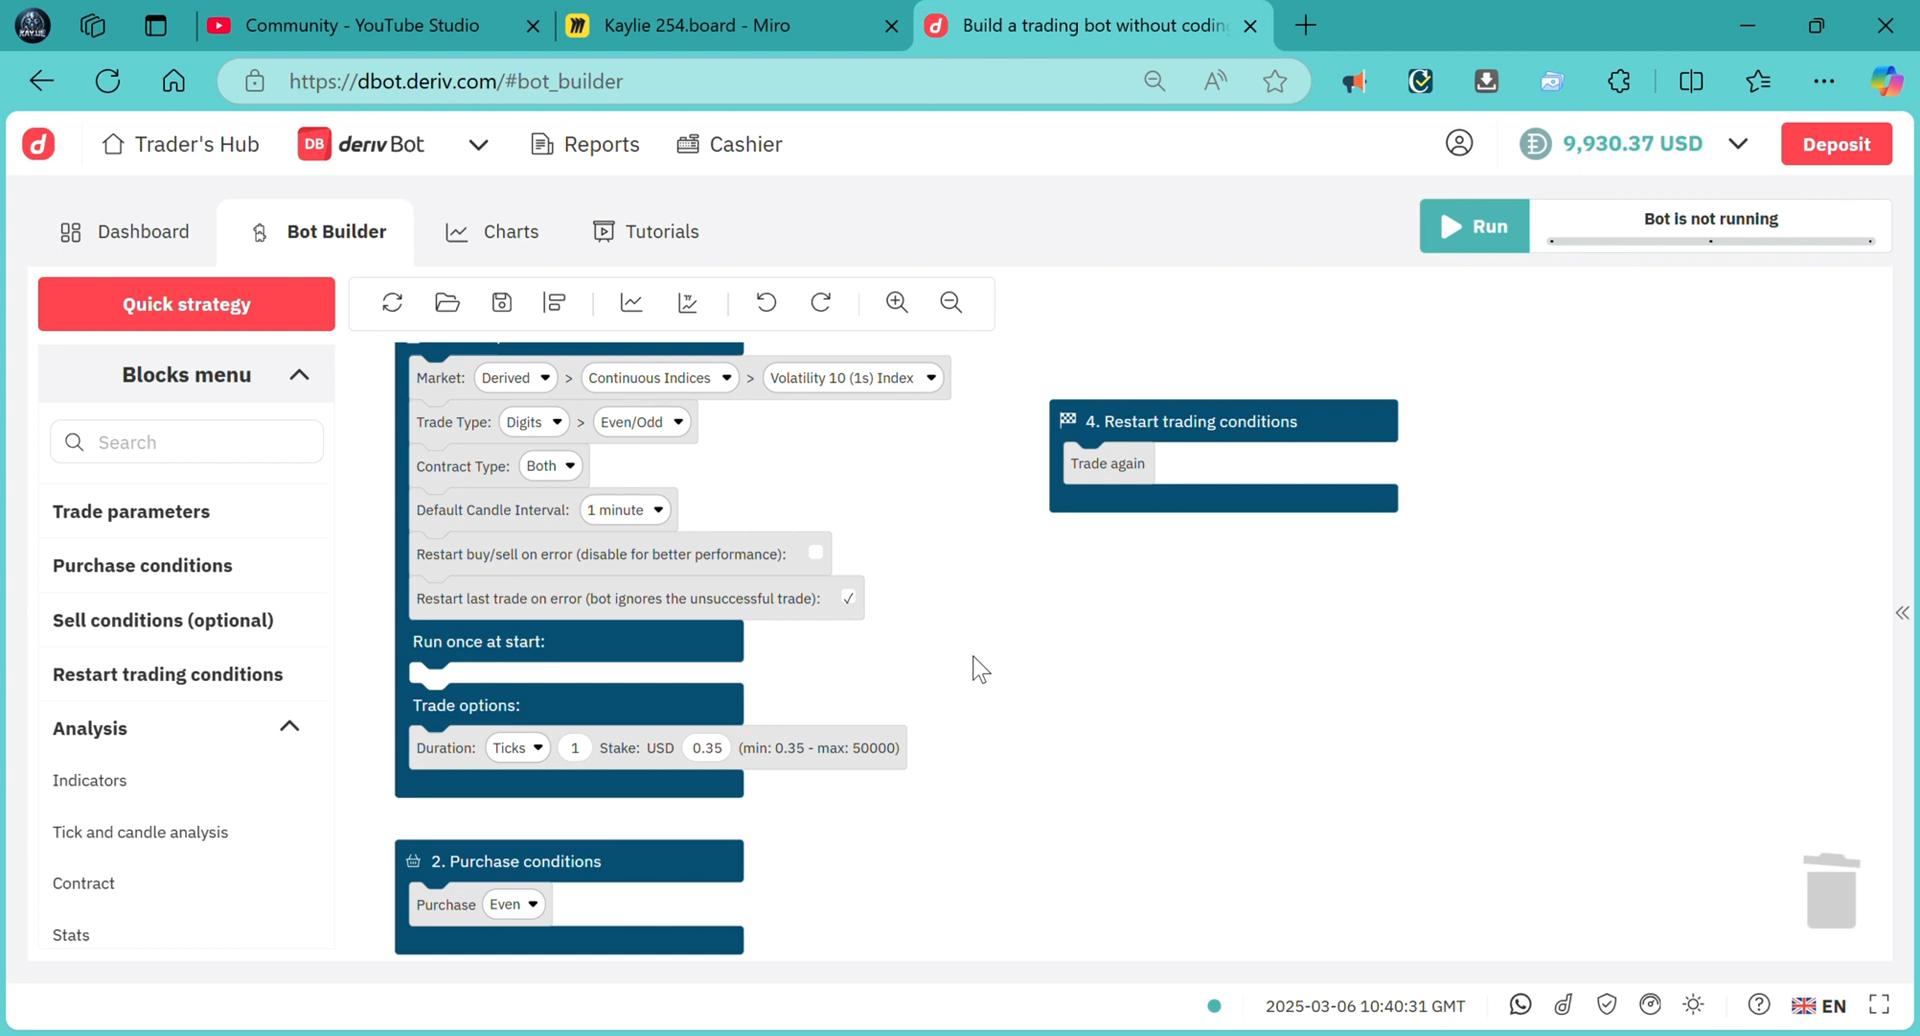 Community - YouTube Studio
Kaylie 254.board - Miro
Build a trading bot without coding
https://dbot.deriv.com/#bot_builder
Trader's Hub
DB deriv Bot
Reports
Cashier
9,930.37 USD
Deposit
Dashboard
Bot Builder
Charts
Tutorials
Run
Bot is not running
Quick strategy
Blocks menu
Search
Trade parameters
Purchase conditions
Sell conditions (optional)
Restart trading conditions
Analysis
Indicators
Tick and candle analysis
Contract
Stats
Market: Derived > Continuous Indices > Volatility 10 (1s) Index
Trade Type: Digits > Even/Odd
Contract Type: Both
Default Candle Interval: 1 minute
Restart buy/sell on error (disable for better performance):
Restart last trade on error (bot ignores the unsuccessful trade): ✓
Run once at start:
Trade options:
Duration: Ticks 1 Stake: USD 0.35 (min: 0.35 - max: 50000)
2. Purchase conditions
Purchase Even
4. Restart trading conditions
Trade again
2025-03-06 10:40:31 GMT
EN